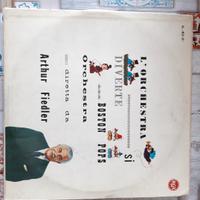 L'ORCHESTRA
SI
DIVERTE
BOSTON POPS
Orchestra
diretta da
Arthur Fiedler